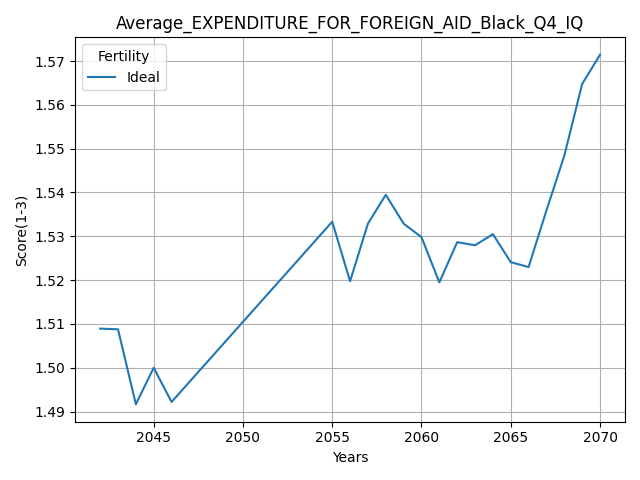 Average_EXPENDITURE_FOR_FOREIGN_AID_Black_Q4_IQ
Fertility
Ideal
Score(1-3)
1.57
1.56
1.55
1.54
1.53
1.52
1.51
1.50
1.49
2045 2050 2055 2060 2065 2070
Years